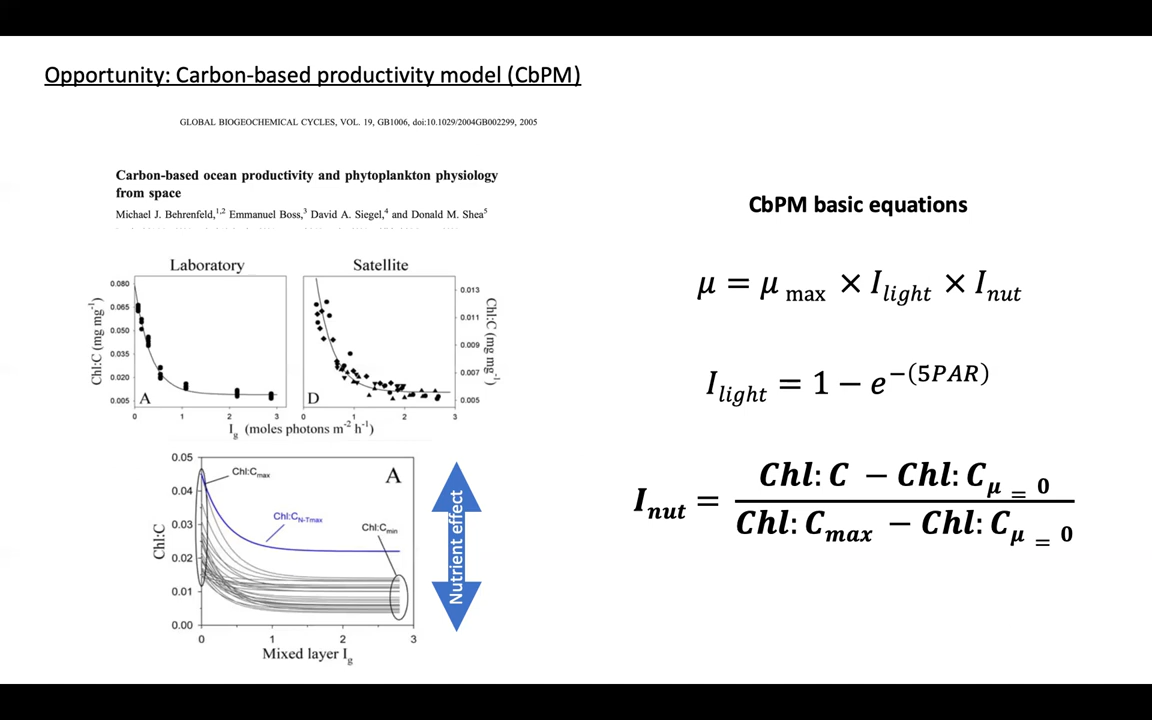 Opportunity: Carbon-based productivity model (CbPM)
GLOBAL BIOGEOCHEMICAL CYCLES, VOL. 19, GB1006, doi:10.1029/2004GB002299, 2005
Carbon-based ocean productivity and phytoplankton physiology
from space
Michael J. Behrenfeld,1,2 Emmanuel Boss,3 David A. Siegel,4 and Donald M. Shea5
Laboratory
Satellite
Chl:C (mg mg-1)
0.080
0.065
0.050
0.035
0.020
0.005
A
0 1 2 3
D
0 1 2 3
0.013
0.011
0.009
0.007
0.005
Chl:C (mg mg-1)
Ig (moles photons m-2 h-1)
Chl:C
0.05
0.04
0.03
0.02
0.01
0.00
Chl:Cmax
A
Chl:CN-Tmax
Chl:Cmin
0 1 2 3
Mixed layer Ig
Nutrient effect
CbPM basic equations
μ = μ max × Ilight × Inut
Ilight = 1 − e−(5PAR)
Inut = Chl: C − Chl: Cμ = 0
Chl: Cmax − Chl: Cμ = 0